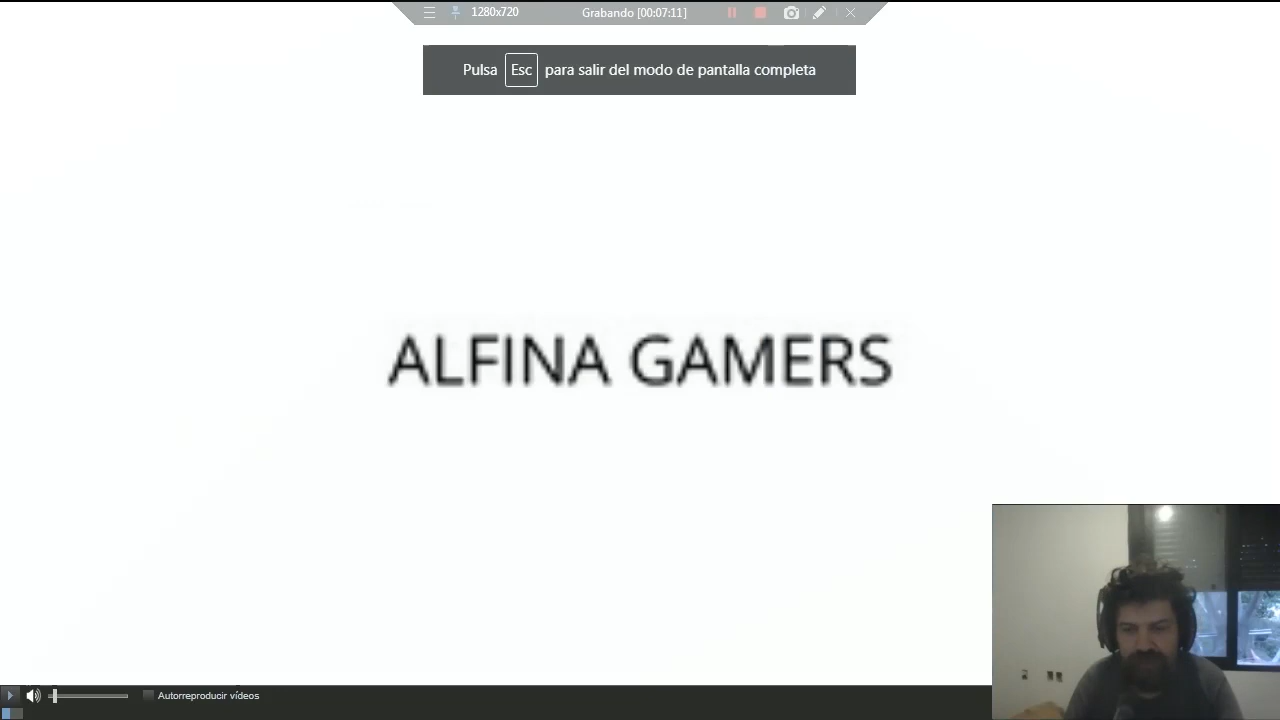 1280x720 Grabando [00:07:11]
Pulsa Esc para salir del modo de pantalla completa
ALFINA GAMERS
Autorreproducir vídeos